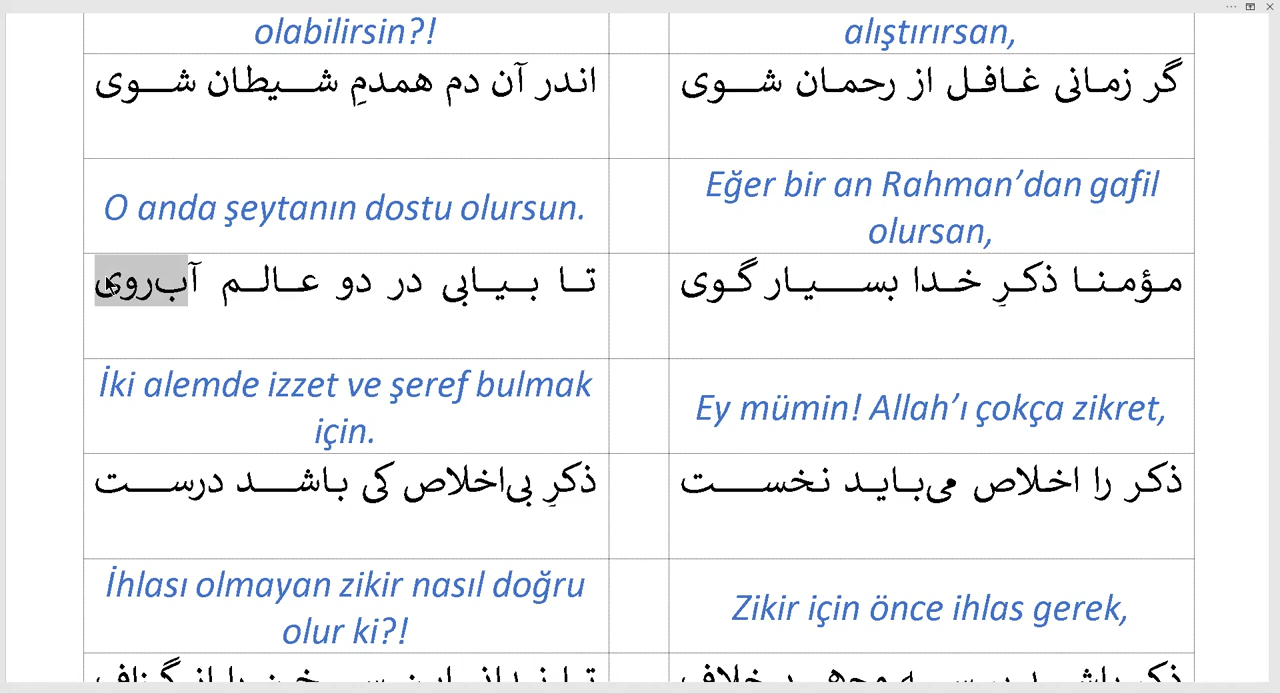 alıştırırsan,
olabilirsin?!
گر زمانی غافل از رحمان شوی
اندر آن دم همدمِ شیطان شوی
Eğer bir an Rahman’dan gafil
olursan,
O anda şeytanın dostu olursun.
مؤمنا ذکرِ خدا بسیار گوی
تا بیابی در دو عالم آب‌روی
Ey mümin! Allah’ı çokça zikret,
İki alemde izzet ve şeref bulmak
için.
ذکر را اخلاص می‌باید نخست
ذکرِ بی‌اخلاص کی باشد درست
Zikir için önce ihlas gerek,
İhlası olmayan zikir nasıl doğru
olur ki?!